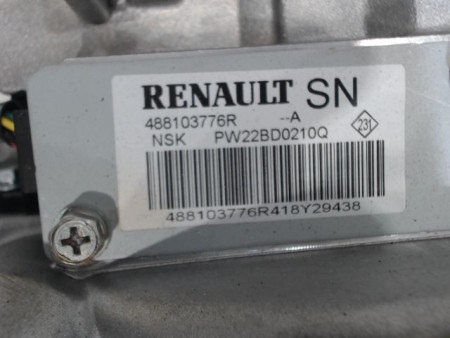 RENAULT SN
488103776R --A
NSK PW22BD0210Q 231
488103776R418Y29438